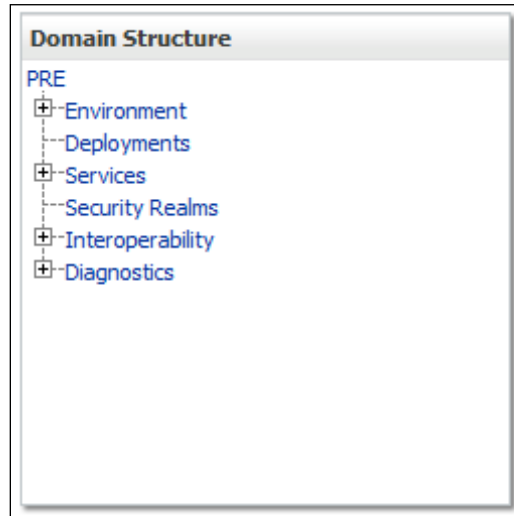 Domain Structure
PRE
Environment
Deployments
Services
Security Realms
Interoperability
Diagnostics